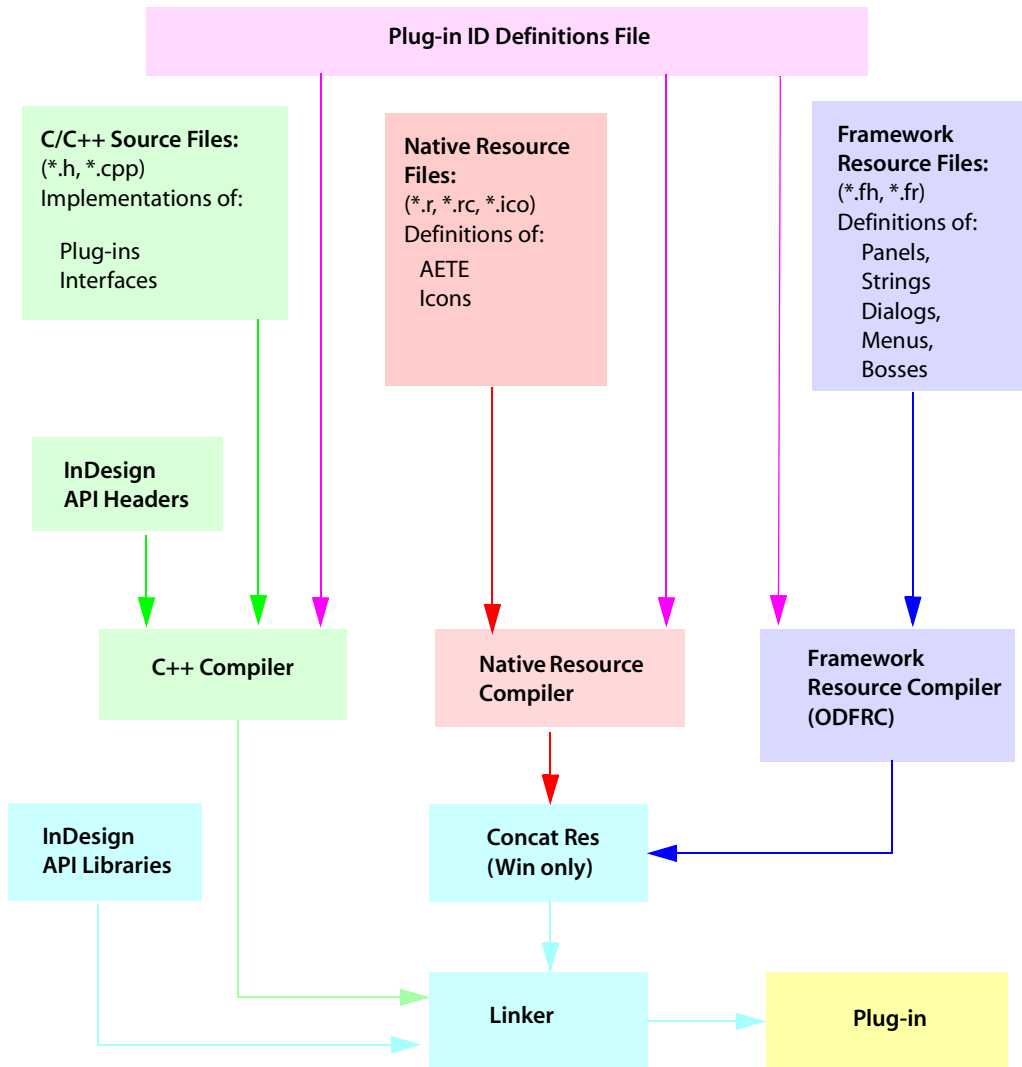 Plug-in ID Definitions File
C/C++ Source Files:
(*.h, *.cpp)
Implementations of:
Plug-ins
Interfaces
Native Resource
Files:
(*.r, *.rc, *.ico)
Definitions of:
AETE
Icons
Framework
Resource Files:
(*.fh, *.fr)
Definitions of:
Panels,
Strings
Dialogs,
Menus,
Bosses
InDesign
API Headers
C++ Compiler
Native Resource
Compiler
Framework
Resource Compiler
(ODFRC)
InDesign
API Libraries
Concat Res
(Win only)
Linker
Plug-in